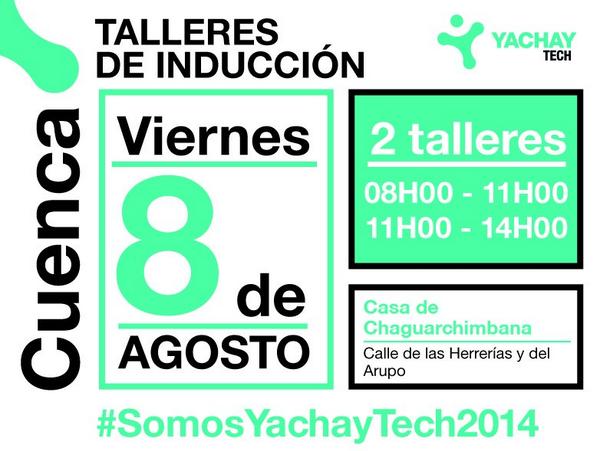 TALLERES
DE INDUCCIÓN
YACHAY
TECH
Cuenca
Viernes
8 de
AGOSTO
2 talleres
08H00 - 11H00
11H00 - 14H00
Casa de
Chaguarchimbana
Calle de las Herrerías y del
Arupo
#SomosYachayTech2014